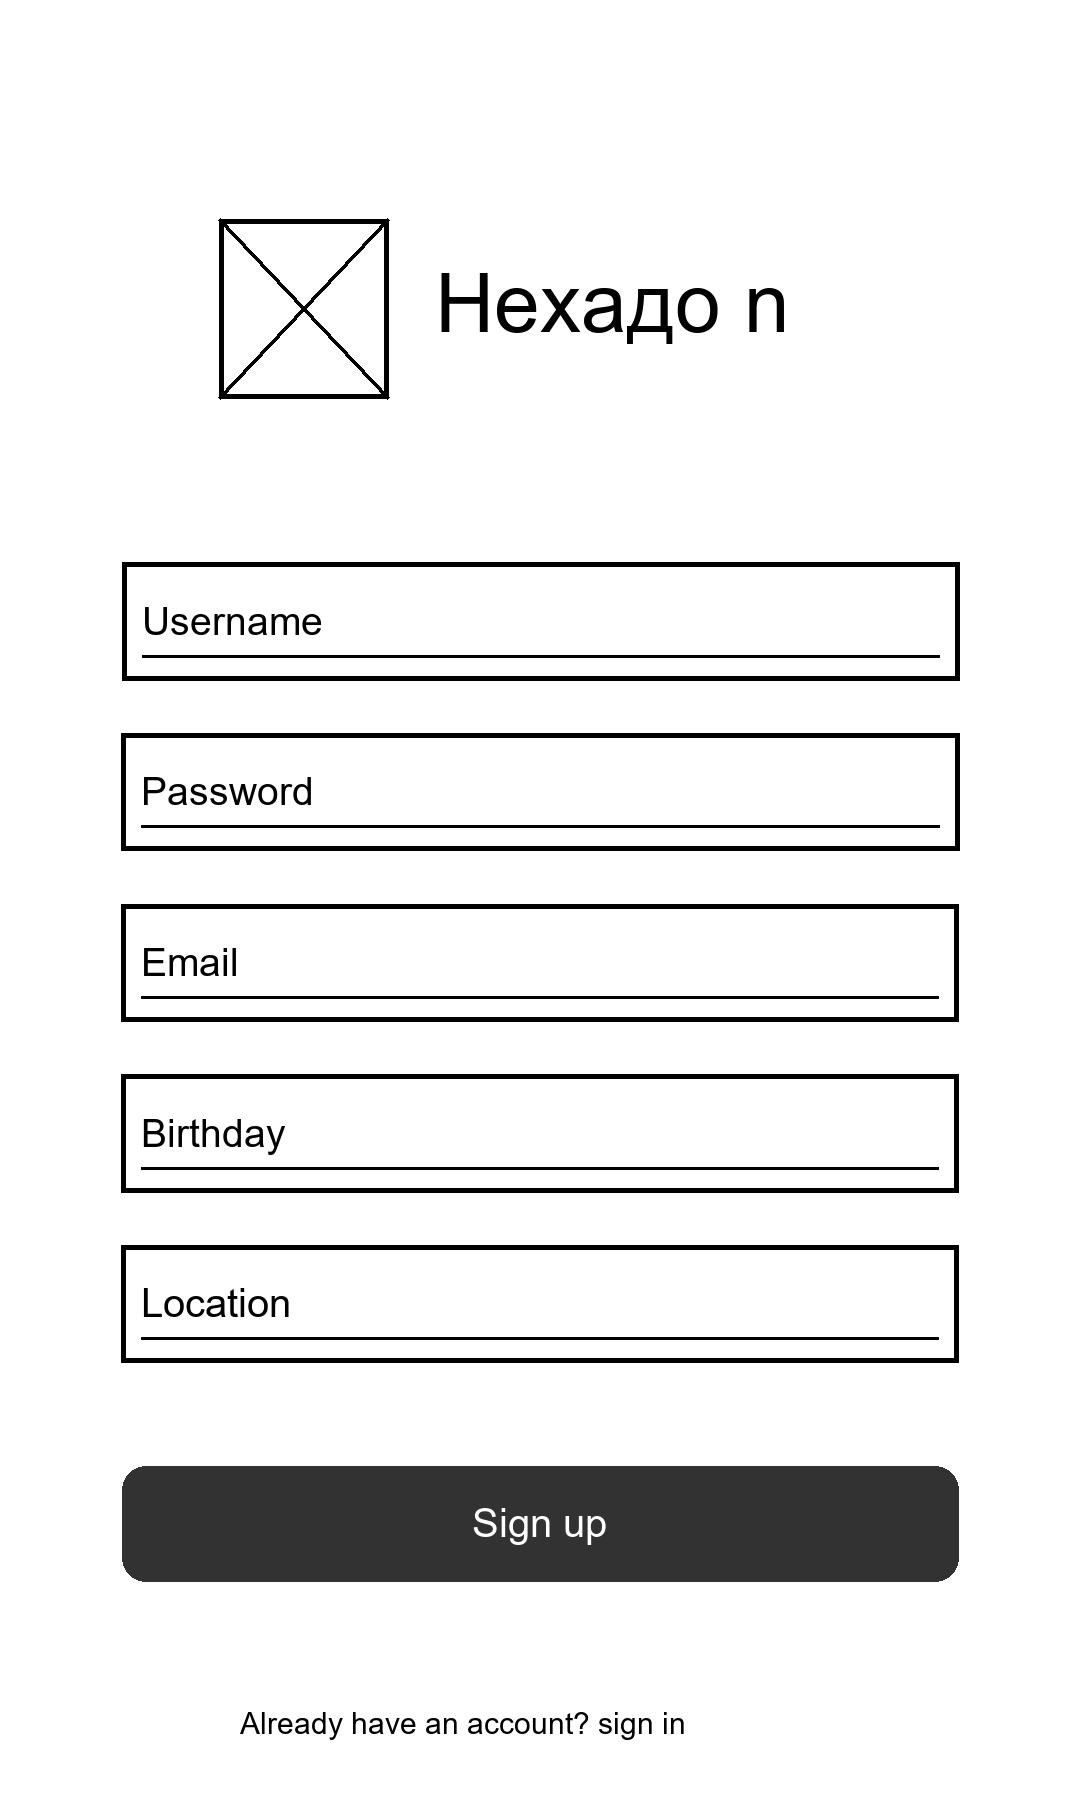 Нехадо n
Username
Password
Email
Birthday
Location
Sign up
Already have an account? sign in